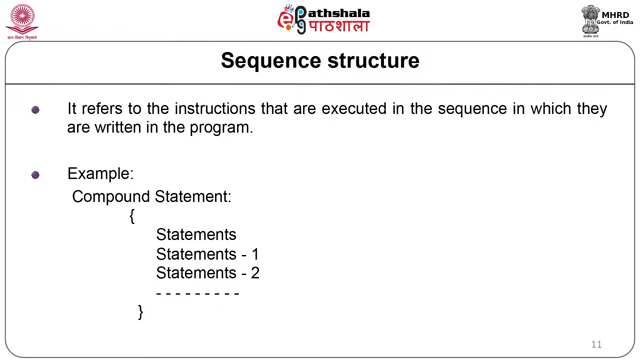 ePathshala
पाठशाला
MHRD
Govt. of India
Sequence structure
It refers to the instructions that are executed in the sequence in which they
are written in the program.
Example:
Compound Statement:
{
Statements
Statements - 1
Statements - 2
- - - - - - - - -
}
11